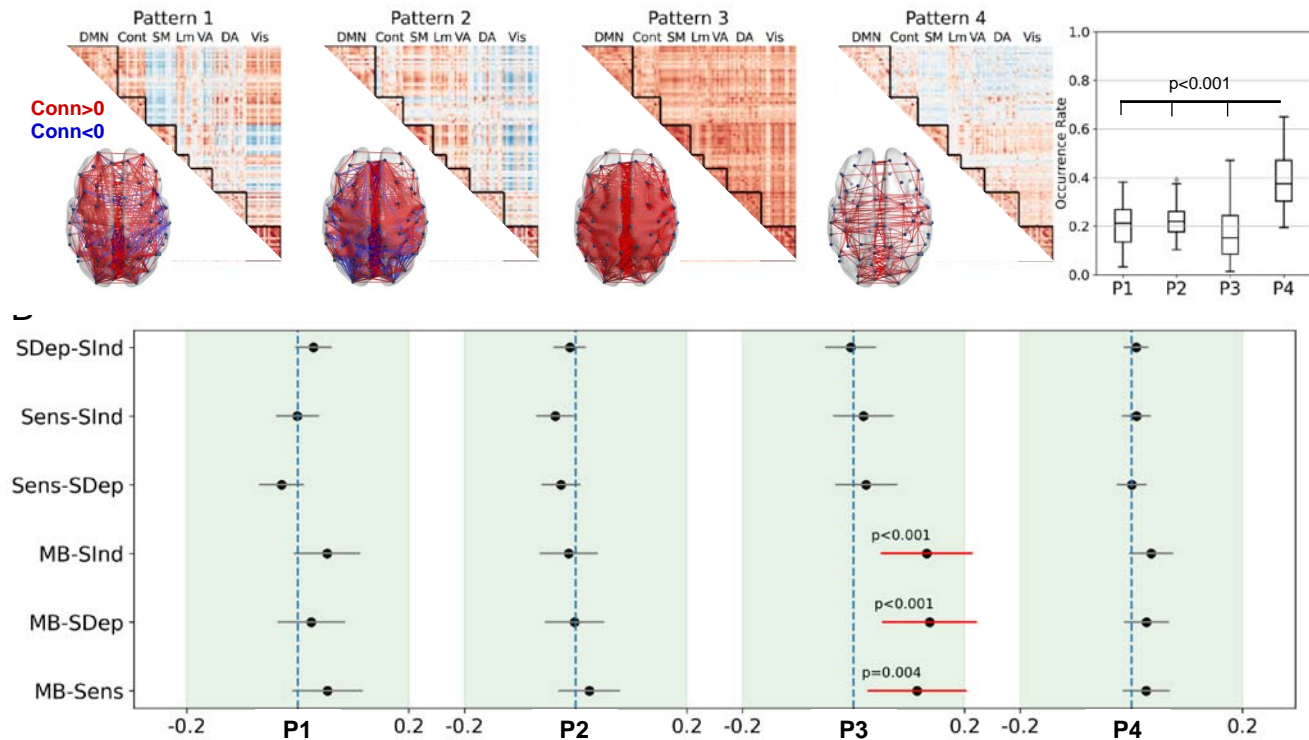 Pattern 1
Pattern 2
Pattern 3
Pattern 4
DMN Cont SM Lm VA DA Vis
DMN Cont SM Lm VA DA Vis
DMN Cont SM Lm VA DA Vis
DMN Cont SM Lm VA DA Vis
Conn>0
Conn<0
1.0
0.8
0.6
0.4
0.2
0.0
Occurrence Rate
p<0.001
P1 P2 P3 P4
SDep-SInd
Sens-SInd
Sens-SDep
MB-SInd
p<0.001
MB-SDep
p<0.001
MB-Sens
p=0.004
-0.2 P1 0.2
-0.2 P2 0.2
-0.2 P3 0.2
-0.2 P4 0.2